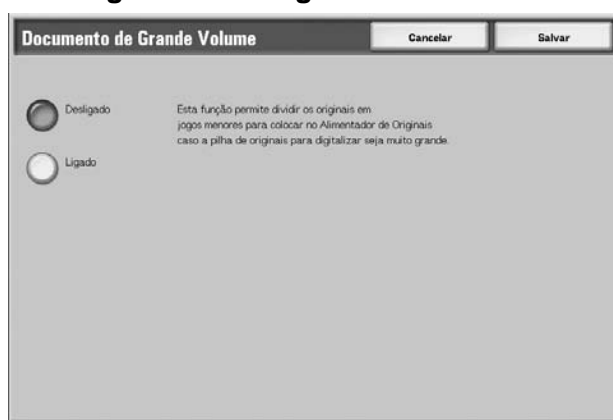 Documento de Grande Volume
Cancelar
Salvar
Desligado
Esta função permite dividir os originais em
jogos menores para colocar no Alimentador de Originais
caso a pilha de originais para digitalizar seja muito grande.
Ligado